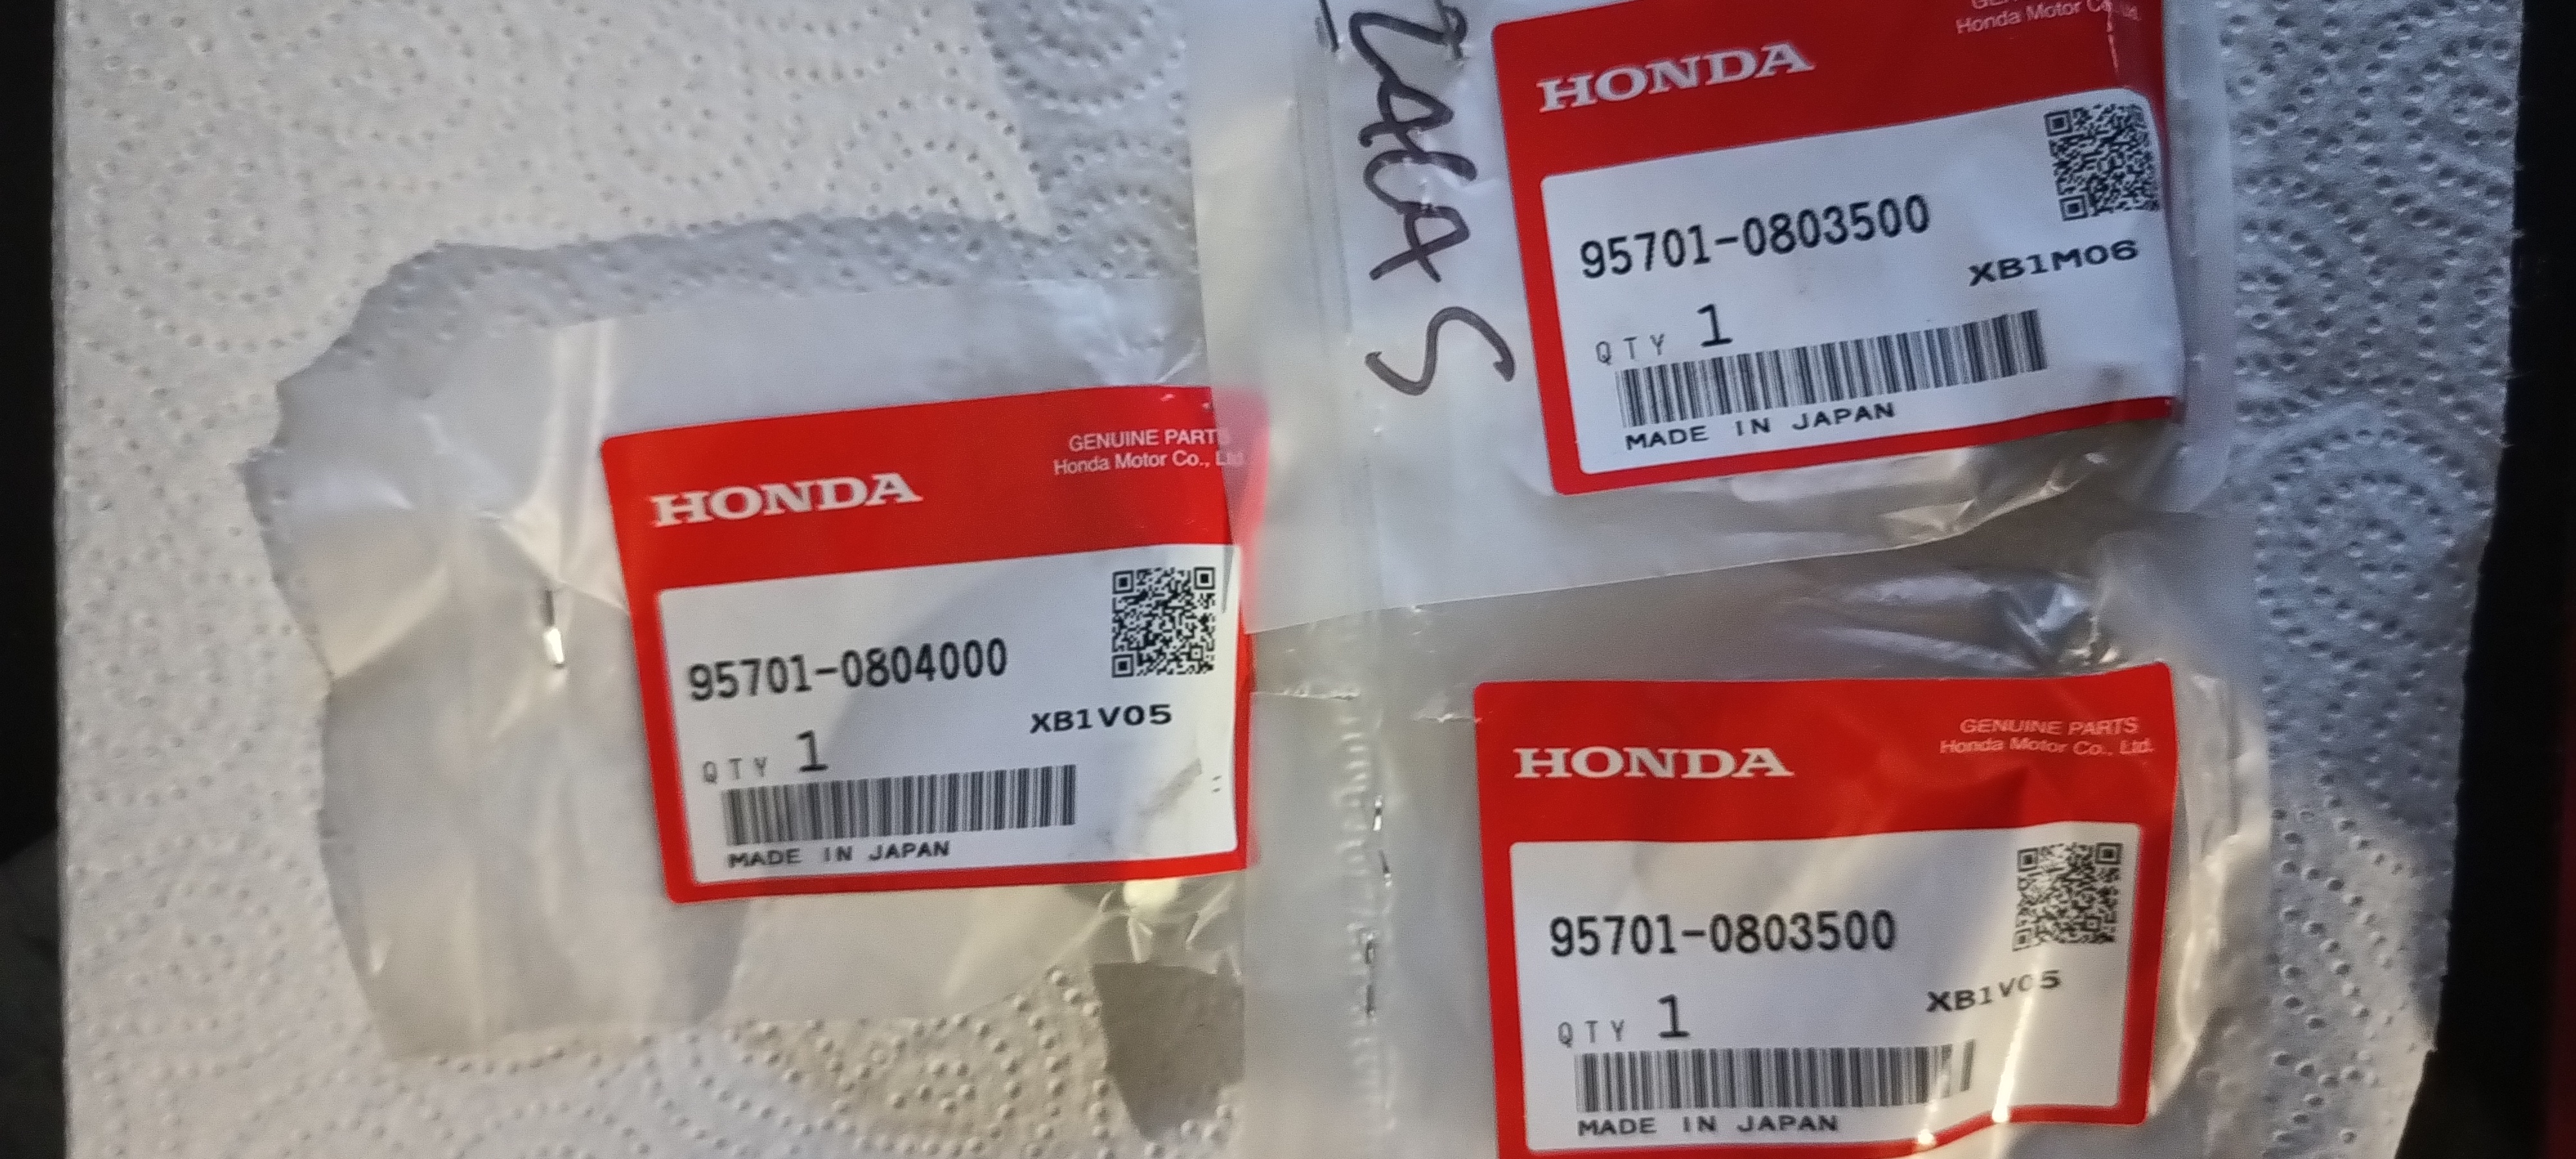 HONDA
Honda Motor Co., Ltd.
95701-0803500
XB1M06
QTY 1
MADE IN JAPAN
GENUINE PARTS
Honda Motor Co., Ltd.
HONDA
95701-0804000
XB1V05
QTY 1
MADE IN JAPAN
GENUINE PARTS
Honda Motor Co., Ltd.
HONDA
95701-0803500
XB1V05
QTY 1
MADE IN JAPAN